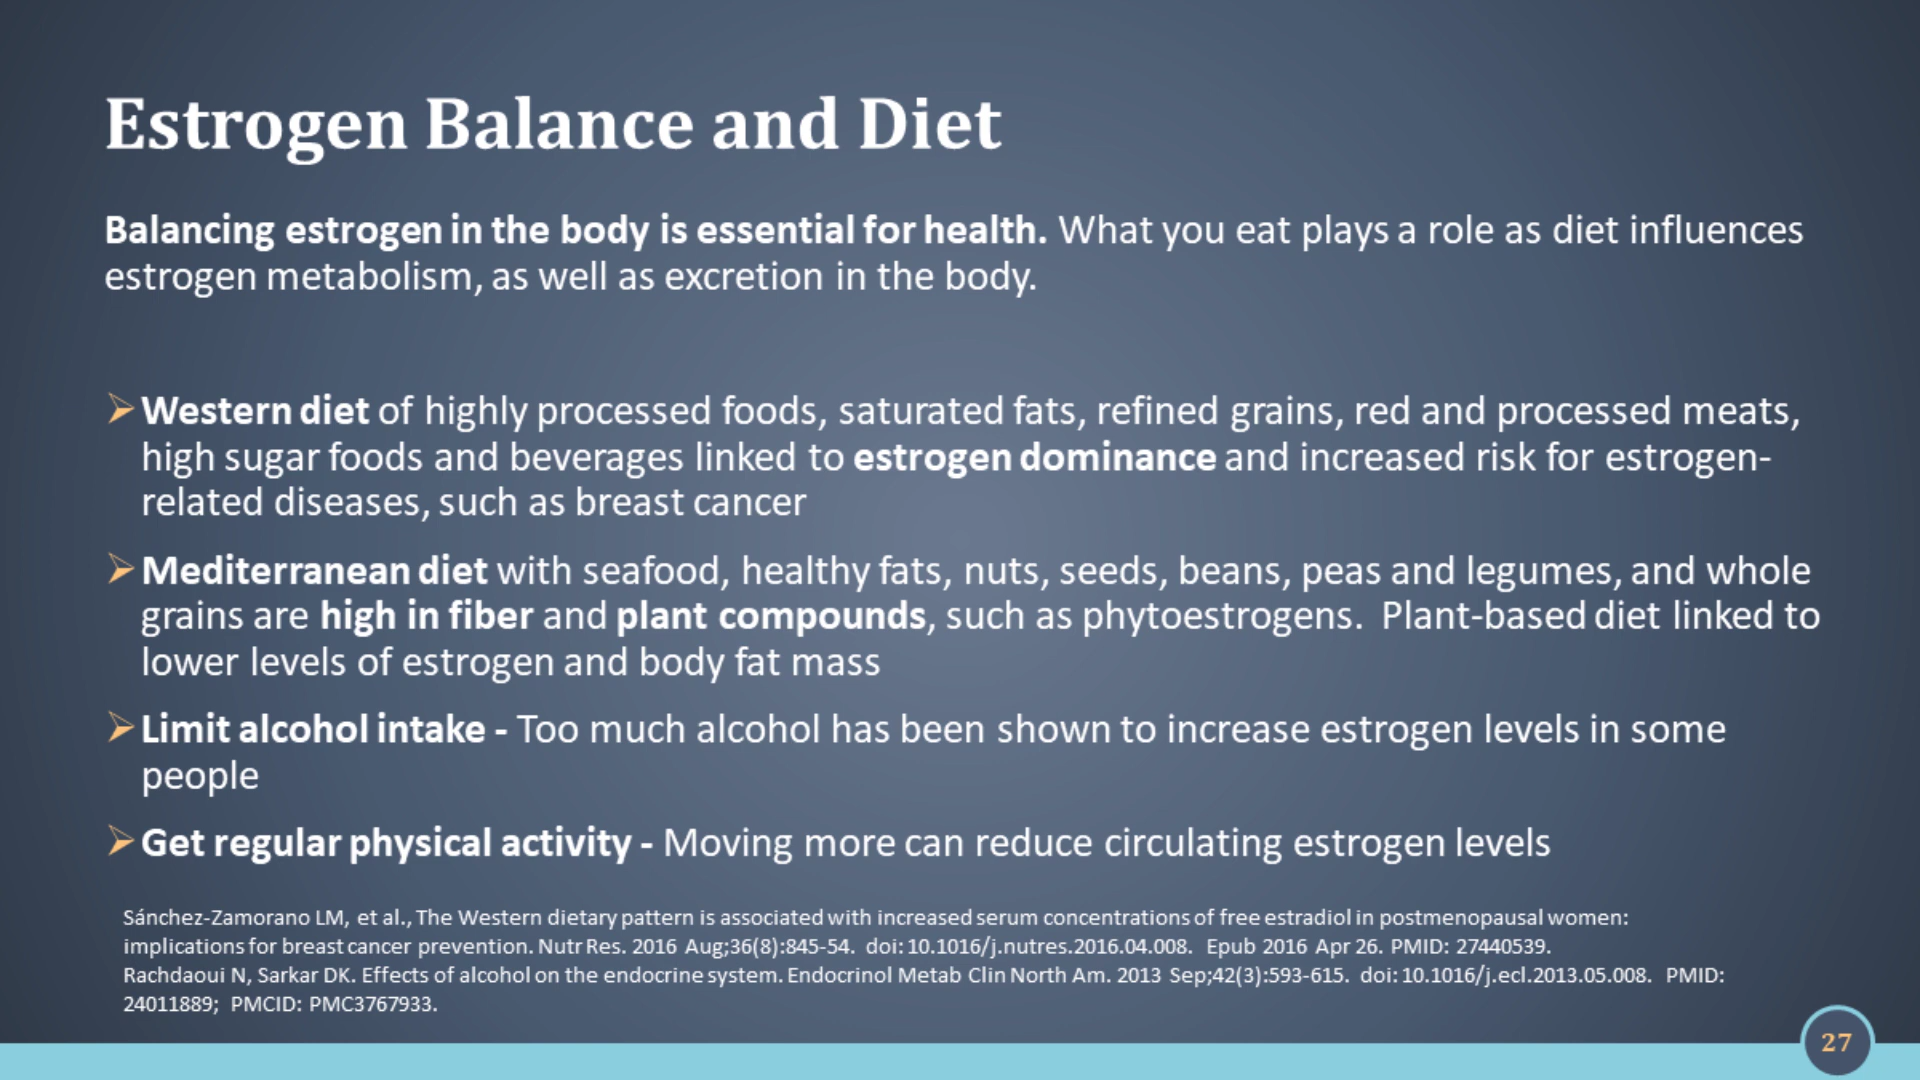 Estrogen Balance and Diet
Balancing estrogen in the body is essential for health. What you eat plays a role as diet influences
estrogen metabolism, as well as excretion in the body.
Western diet of highly processed foods, saturated fats, refined grains, red and processed meats,
high sugar foods and beverages linked to estrogen dominance and increased risk for estrogen-
related diseases, such as breast cancer
Mediterranean diet with seafood, healthy fats, nuts, seeds, beans, peas and legumes, and whole
grains are high in fiber and plant compounds, such as phytoestrogens. Plant-based diet linked to
lower levels of estrogen and body fat mass
Limit alcohol intake - Too much alcohol has been shown to increase estrogen levels in some
people
Get regular physical activity - Moving more can reduce circulating estrogen levels
Sánchez-Zamorano LM, et al., The Western dietary pattern is associated with increased serum concentrations of free estradiol in postmenopausal women:
implications for breast cancer prevention. Nutr Res. 2016 Aug;36(8):845-54. doi: 10.1016/j.nutres.2016.04.008. Epub 2016 Apr 26. PMID: 27440539.
Rachdaoui N, Sarkar DK. Effects of alcohol on the endocrine system. Endocrinol Metab Clin North Am. 2013 Sep;42(3):593-615. doi: 10.1016/j.ecl.2013.05.008. PMID:
24011889; PMCID: PMC3767933.
27